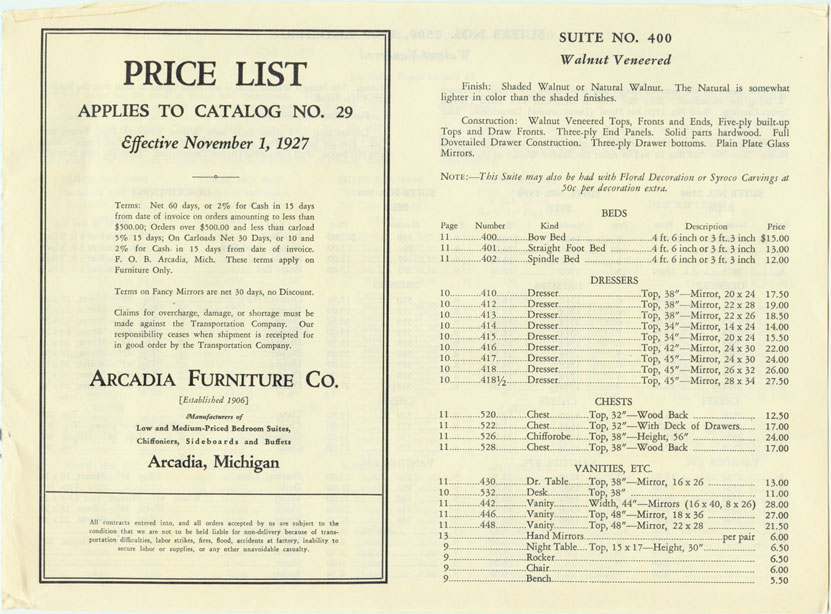 PRICE LIST
APPLIES TO CATALOG NO. 29
Effective November 1, 1927
Terms: Net 60 days, or 2% for Cash in 15 days
from date of invoice on orders amounting to less than
$500.00; Orders over $500.00 and less than carload
5% 15 days; On Carloads Net 30 Days, or 10 and
2% for Cash in 15 days from date of invoice.
F. O. B. Arcadia, Mich. These terms apply on
Furniture Only.
Terms on Fancy Mirrors are net 30 days, no Discount.
Claims for overcharge, damage, or shortage must be
made against the Transportation Company. Our
responsibility ceases when shipment is receipted for
in good order by the Transportation Company.
ARCADIA FURNITURE CO.
[Established 1906]
Manufacturers of
Low and Medium-Priced Bedroom Suites,
Chiffoniers, Sideboards and Buffets
Arcadia, Michigan
All contracts entered into, and all orders accepted by us are subject to the
condition that we are not to be held liable for non-delivery because of trans-
portation difficulties, labor strikes, fires, flood, accidents at factory, inability to
secure labor or supplies, or any other unavoidable casualty.
SUITE NO. 400
Walnut Veneered
Finish: Shaded Walnut or Natural Walnut. The Natural is somewhat
lighter in color than the shaded finishes.
Construction: Walnut Veneered Tops, Fronts and Ends, Five-ply built-up
Tops and Draw Fronts. Three-ply End Panels. Solid parts hardwood. Full
Dovetailed Drawer Construction. Three-ply Drawer bottoms. Plain Plate Glass
Mirrors.
NOTE:—This Suite may also be had with Floral Decoration or Syroco Carvings at
50c per decoration extra.
BEDS
Page Number Kind Description Price
11 400 Bow Bed 4 ft. 6 inch or 3 ft. 3 inch $15.00
11 401 Straight Foot Bed 4 ft. 6 inch or 3 ft. 3 inch 13.00
11 402 Spindle Bed 4 ft. 6 inch or 3 ft. 3 inch 12.00
DRESSERS
10 410 Dresser Top, 38"—Mirror, 20 x 24 17.50
10 412 Dresser Top, 38"—Mirror, 22 x 28 19.00
10 413 Dresser Top, 38"—Mirror, 22 x 26 18.50
10 414 Dresser Top, 34"—Mirror, 14 x 24 14.00
10 415 Dresser Top, 34"—Mirror, 20 x 24 15.50
10 416 Dresser Top, 42"—Mirror, 24 x 30 22.00
10 417 Dresser Top, 45"—Mirror, 24 x 30 24.00
10 418 Dresser Top, 45"—Mirror, 26 x 32 26.00
10 418½ Dresser Top, 45"—Mirror, 28 x 34 27.50
CHESTS
11 520 Chest Top, 32"—Wood Back 12.50
11 522 Chest Top, 32"—With Deck of Drawers 17.00
11 526 Chifforobe Top, 38"—Height, 56" 24.00
11 528 Chest Top, 38"—Wood Back 17.00
VANITIES, ETC.
11 430 Dr. Table Top, 38"—Mirror, 16 x 26 13.00
10 532 Desk Top, 38" 11.00
11 442 Vanity Width, 44"—Mirrors (16 x 40, 8 x 26) 28.00
11 446 Vanity Top, 48"—Mirror, 18 x 36 27.00
11 448 Vanity Top, 48"—Mirror, 22 x 28 21.50
13 Hand Mirrors per pair 6.00
9 Night Table Top, 15 x 17—Height, 30" 6.50
9 Rocker 6.50
9 Chair 6.00
9 Bench 5.50